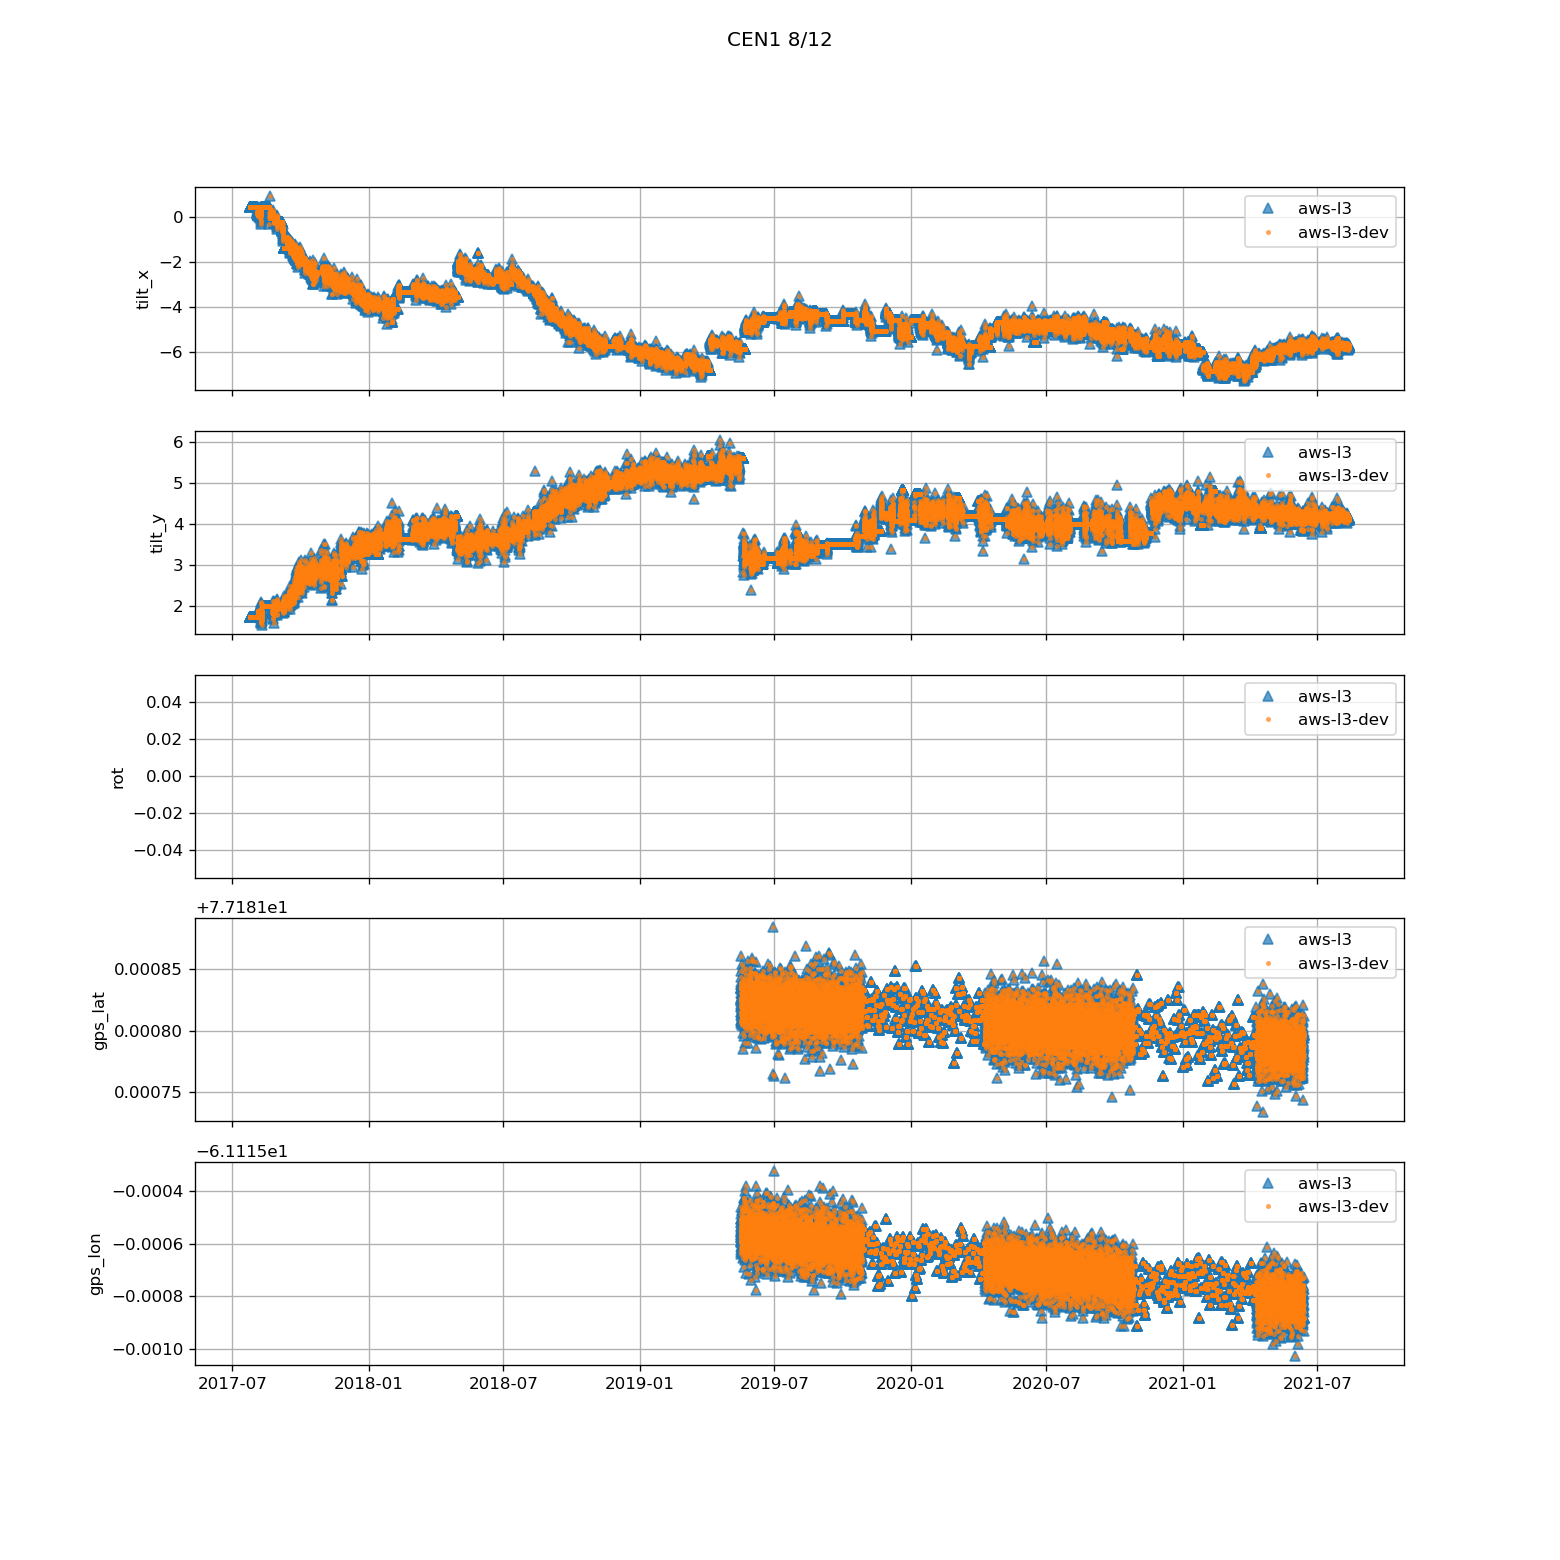 CEN1 8/12
0
−2
−4
−6
tilt_x
aws-l3
aws-l3-dev
6
5
4
3
2
tilt_y
aws-l3
aws-l3-dev
0.04
0.02
0.00
−0.02
−0.04
rot
aws-l3
aws-l3-dev
+7.7181e1
0.00085
0.00080
0.00075
gps_lat
aws-l3
aws-l3-dev
−6.1115e1
−0.0004
−0.0006
−0.0008
−0.0010
gps_lon
aws-l3
aws-l3-dev
2017-07 2018-01 2018-07 2019-01 2019-07 2020-01 2020-07 2021-01 2021-07